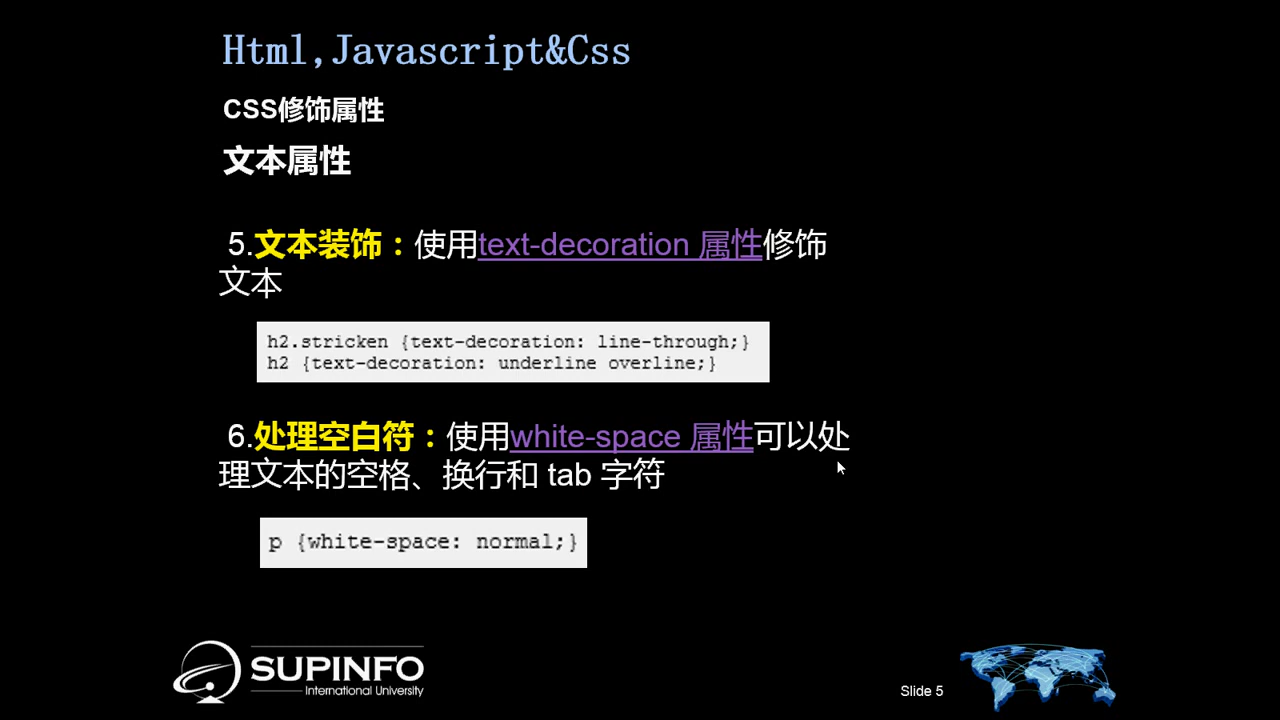 Html,Javascript&Css
CSS修饰属性
文本属性
5.文本装饰：使用text-decoration 属性修饰
文本
h2.stricken {text-decoration: line-through;}
h2 {text-decoration: underline overline;}
6.处理空白符：使用white-space 属性可以处
理文本的空格、换行和 tab 字符
p {white-space: normal;}
SUPINFO
International University
Slide 5